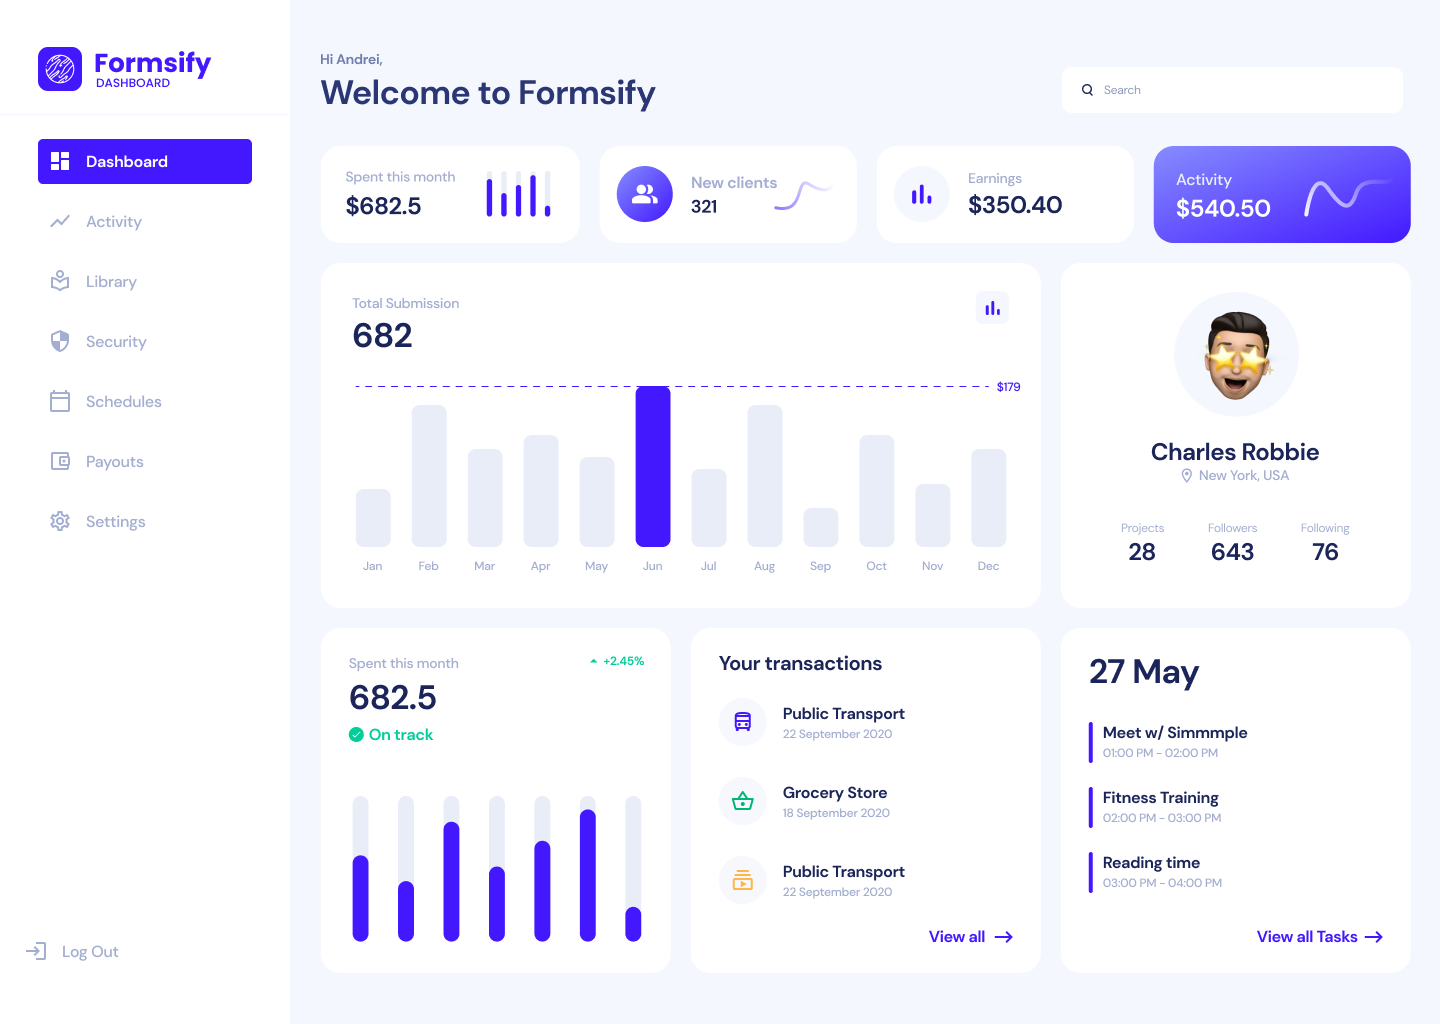 Formsify
DASHBOARD
Dashboard
Activity
Library
Security
Schedules
Payouts
Settings
Log Out
Hi Andrei,
Welcome to Formsify
Search
Spent this month
$682.5
New clients
321
Earnings
$350.40
Activity
$540.50
Total Submission
682
$179
Jan Feb Mar Apr May Jun Jul Aug Sep Oct Nov Dec
Charles Robbie
New York, USA
Projects Followers Following
28 643 76
Spent this month
+2.45%
682.5
On track
Your transactions
Public Transport
22 September 2020
Grocery Store
18 September 2020
Public Transport
22 September 2020
View all
27 May
Meet w/ Simmmple
01:00 PM - 02:00 PM
Fitness Training
02:00 PM - 03:00 PM
Reading time
03:00 PM - 04:00 PM
View all Tasks